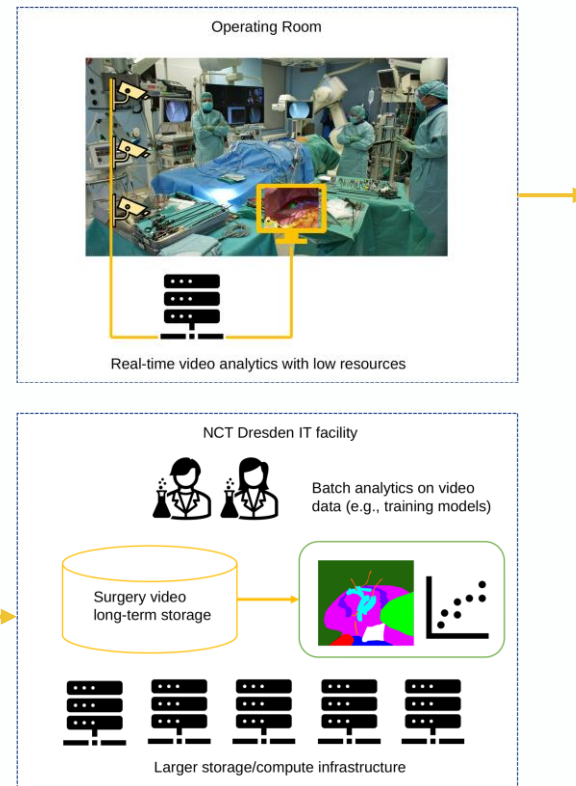 Operating Room
Real-time video analytics with low resources
NCT Dresden IT facility
Batch analytics on video
data (e.g., training models)
Surgery video
long-term storage
Larger storage/compute infrastructure